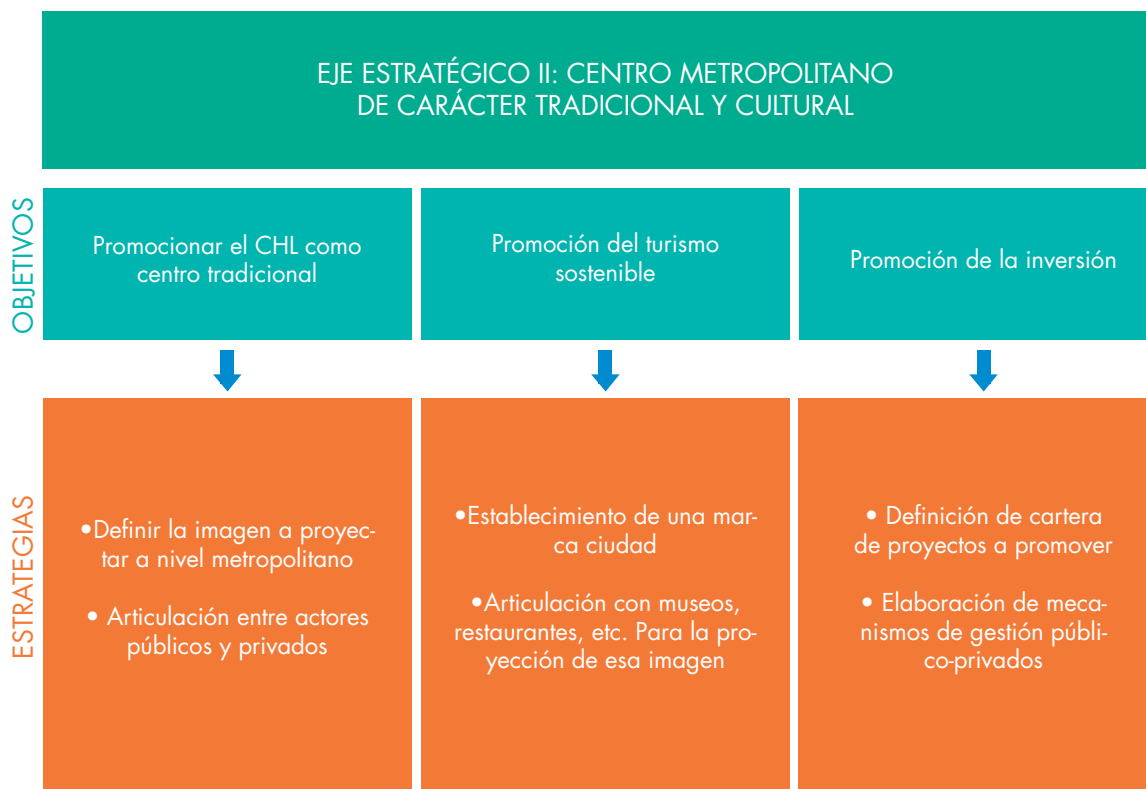 EJE ESTRATÉGICO II: CENTRO METROPOLITANO
DE CARÁCTER TRADICIONAL Y CULTURAL
OBJETIVOS
Promocionar el CHL como
centro tradicional
Promoción del turismo
sostenible
Promoción de la inversión
ESTRATEGIAS
•Definir la imagen a proyec-
tar a nivel metropolitano
• Articulación entre actores
públicos y privados
•Establecimiento de una mar-
ca ciudad
•Articulación con museos,
restaurantes, etc. Para la pro-
yección de esa imagen
• Definición de cartera
de proyectos a promover
• Elaboración de meca-
nismos de gestión públi-
co-privados